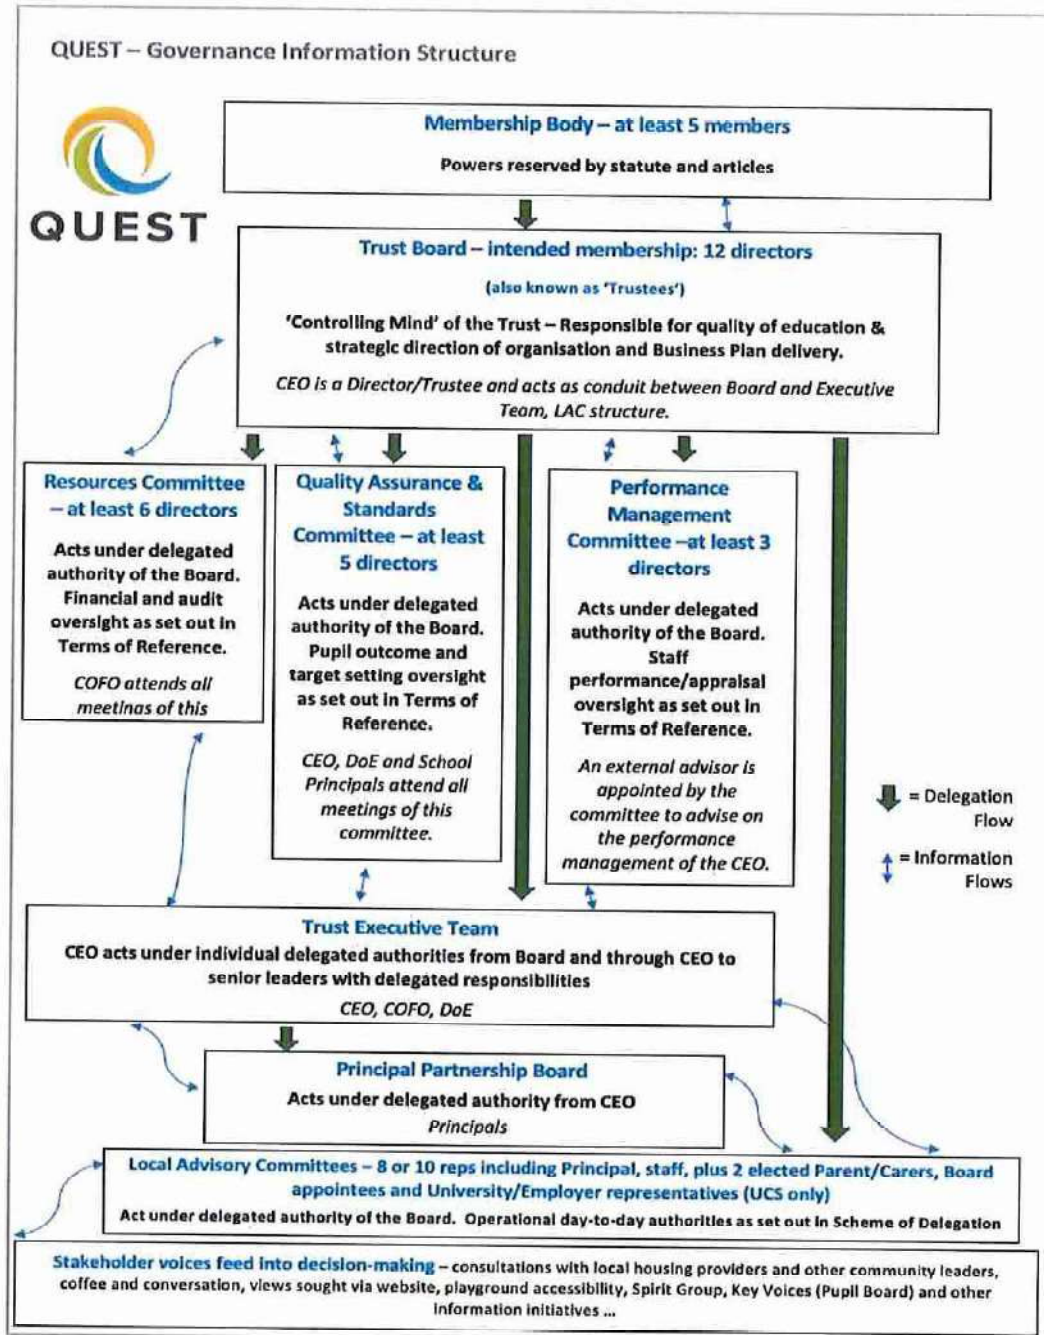 QUEST – Governance Information Structure
QUEST
Membership Body – at least 5 members
Powers reserved by statute and articles
Trust Board – intended membership: 12 directors
(also known as 'Trustees')
'Controlling Mind' of the Trust – Responsible for quality of education &
strategic direction of organisation and Business Plan delivery.
CEO is a Director/Trustee and acts as conduit between Board and Executive
Team, LAC structure.
Resources Committee
– at least 6 directors
Acts under delegated
authority of the Board.
Financial and audit
oversight as set out in
Terms of Reference.
COFO attends all
meetings of this
Quality Assurance &
Standards
Committee – at least
5 directors
Acts under delegated
authority of the Board.
Pupil outcome and
target setting oversight
as set out in Terms of
Reference.
CEO, DoE and School
Principals attend all
meetings of this
committee.
Performance
Management
Committee –at least 3
directors
Acts under delegated
authority of the Board.
Staff
performance/appraisal
oversight as set out in
Terms of Reference.
An external advisor is
appointed by the
committee to advise on
the performance
management of the CEO.
= Delegation
Flow
= Information
Flows
Trust Executive Team
CEO acts under individual delegated authorities from Board and through CEO to
senior leaders with delegated responsibilities
CEO, COFO, DoE
Principal Partnership Board
Acts under delegated authority from CEO
Principals
Local Advisory Committees – 8 or 10 reps including Principal, staff, plus 2 elected Parent/Carers, Board
appointees and University/Employer representatives (UCS only)
Act under delegated authority of the Board. Operational day-to-day authorities as set out in Scheme of Delegation
Stakeholder voices feed into decision-making – consultations with local housing providers and other community leaders,
coffee and conversation, views sought via website, playground accessibility, Spirit Group, Key Voices (Pupil Board) and other
information initiatives ...